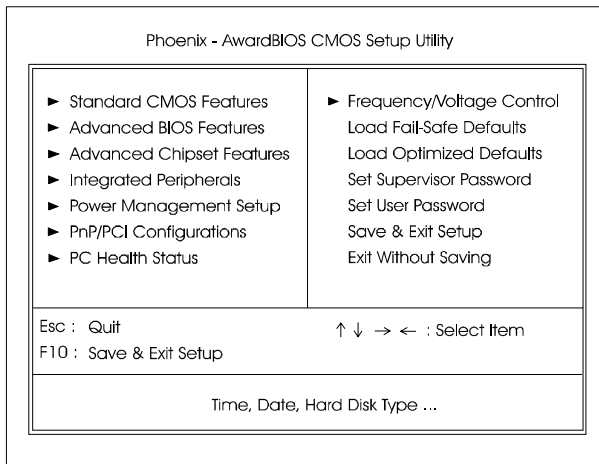 Phoenix - AwardBIOS CMOS Setup Utility
► Standard CMOS Features
► Advanced BIOS Features
► Advanced Chipset Features
► Integrated Peripherals
► Power Management Setup
► PnP/PCI Configurations
► PC Health Status
► Frequency/Voltage Control
Load Fail-Safe Defaults
Load Optimized Defaults
Set Supervisor Password
Set User Password
Save & Exit Setup
Exit Without Saving
Esc : Quit
F10 : Save & Exit Setup
↑ ↓ → ← : Select Item
Time, Date, Hard Disk Type ...